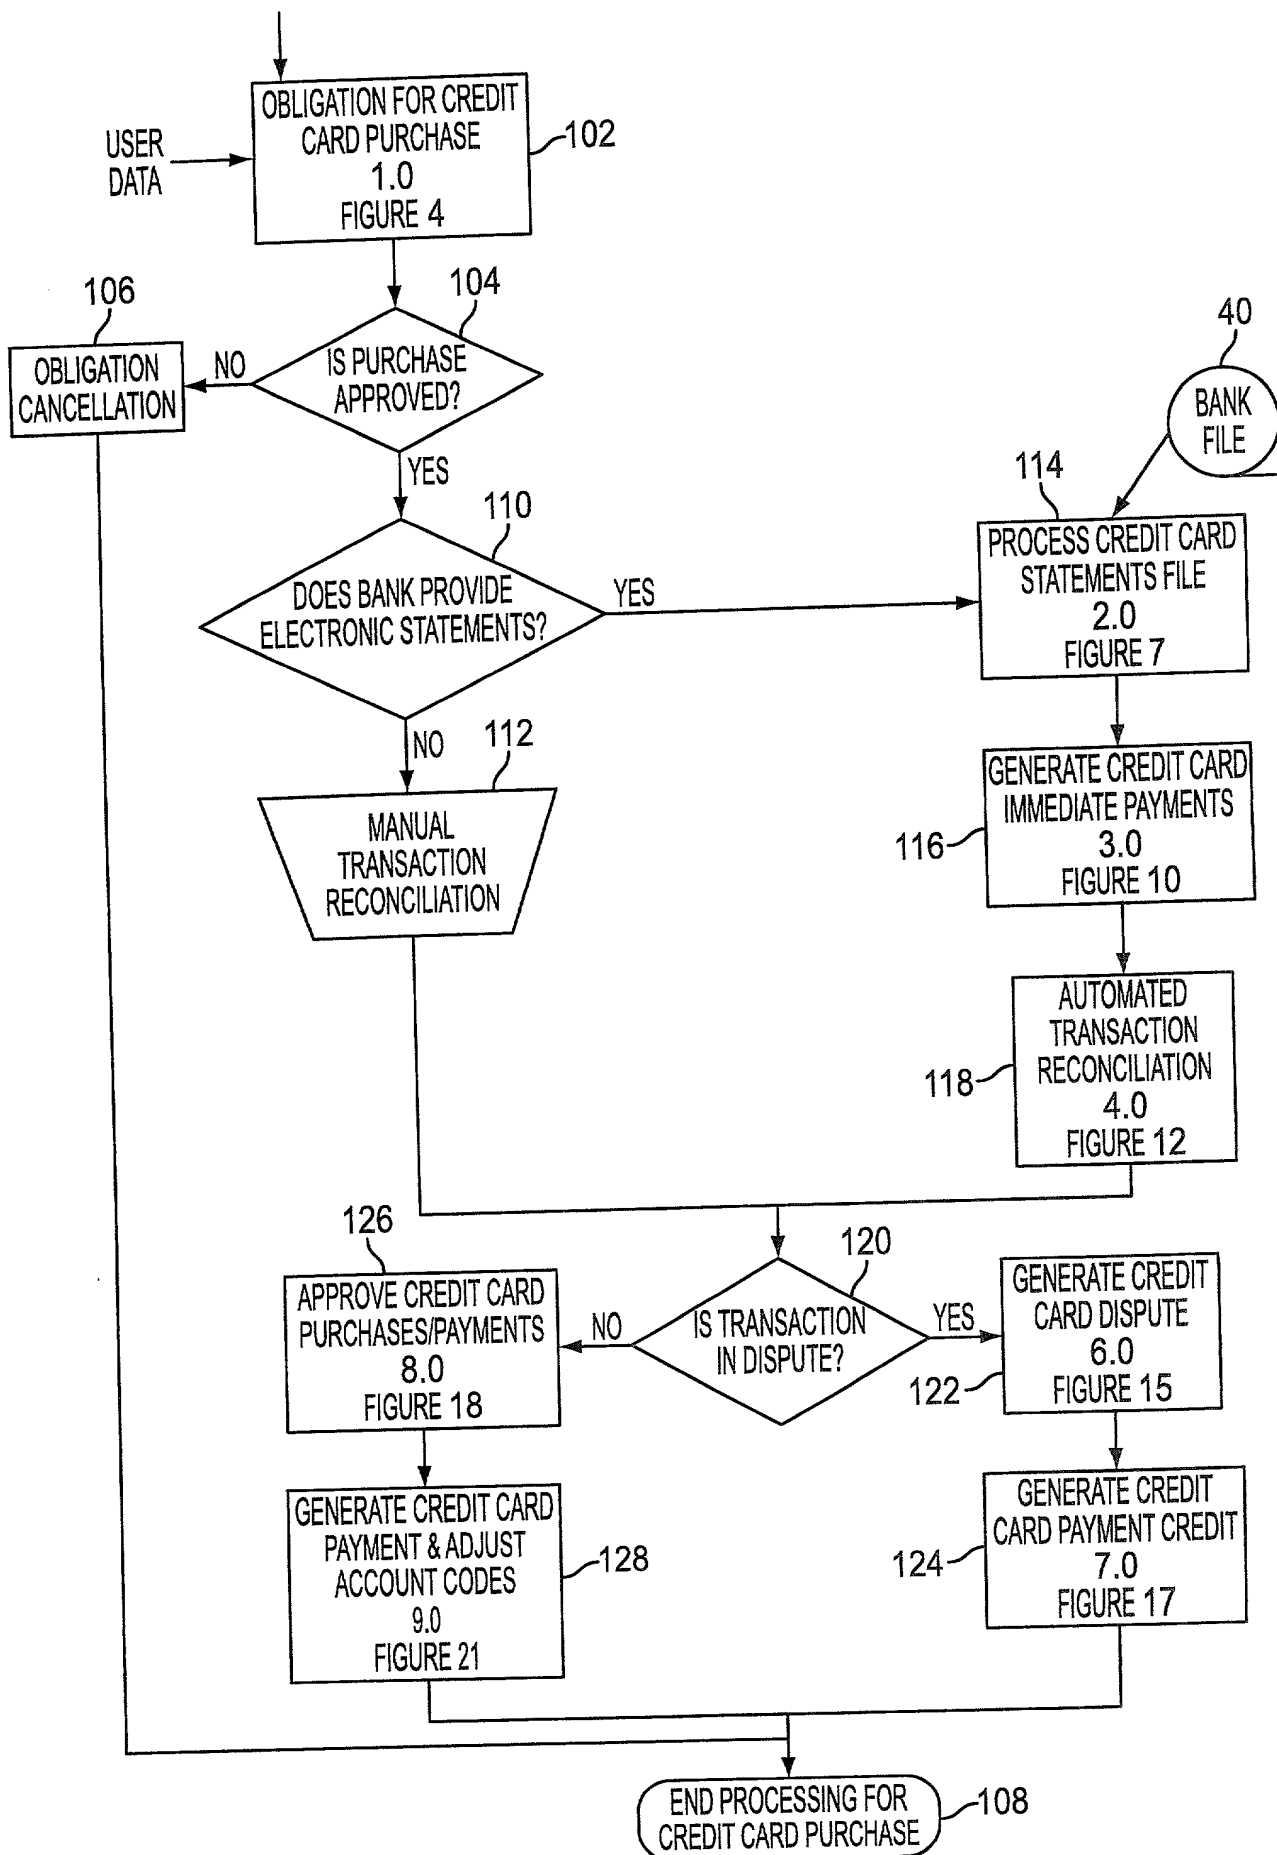 OBLIGATION FOR CREDIT
CARD PURCHASE
1.0
FIGURE 4
102
USER
DATA
104
106
IS PURCHASE
APPROVED?
NO
OBLIGATION
CANCELLATION
YES
40
BANK
FILE
110
DOES BANK PROVIDE
ELECTRONIC STATEMENTS?
YES
114
PROCESS CREDIT CARD
STATEMENTS FILE
2.0
FIGURE 7
NO
112
MANUAL
TRANSACTION
RECONCILIATION
GENERATE CREDIT CARD
IMMEDIATE PAYMENTS
3.0
FIGURE 10
116
AUTOMATED
TRANSACTION
RECONCILIATION
4.0
FIGURE 12
118
120
IS TRANSACTION
IN DISPUTE?
NO
YES
126
APPROVE CREDIT CARD
PURCHASES/PAYMENTS
8.0
FIGURE 18
GENERATE CREDIT
CARD DISPUTE
6.0
FIGURE 15
122
GENERATE CREDIT CARD
PAYMENT & ADJUST
ACCOUNT CODES
9.0
FIGURE 21
128
GENERATE CREDIT
CARD PAYMENT CREDIT
7.0
FIGURE 17
124
END PROCESSING FOR
CREDIT CARD PURCHASE
108